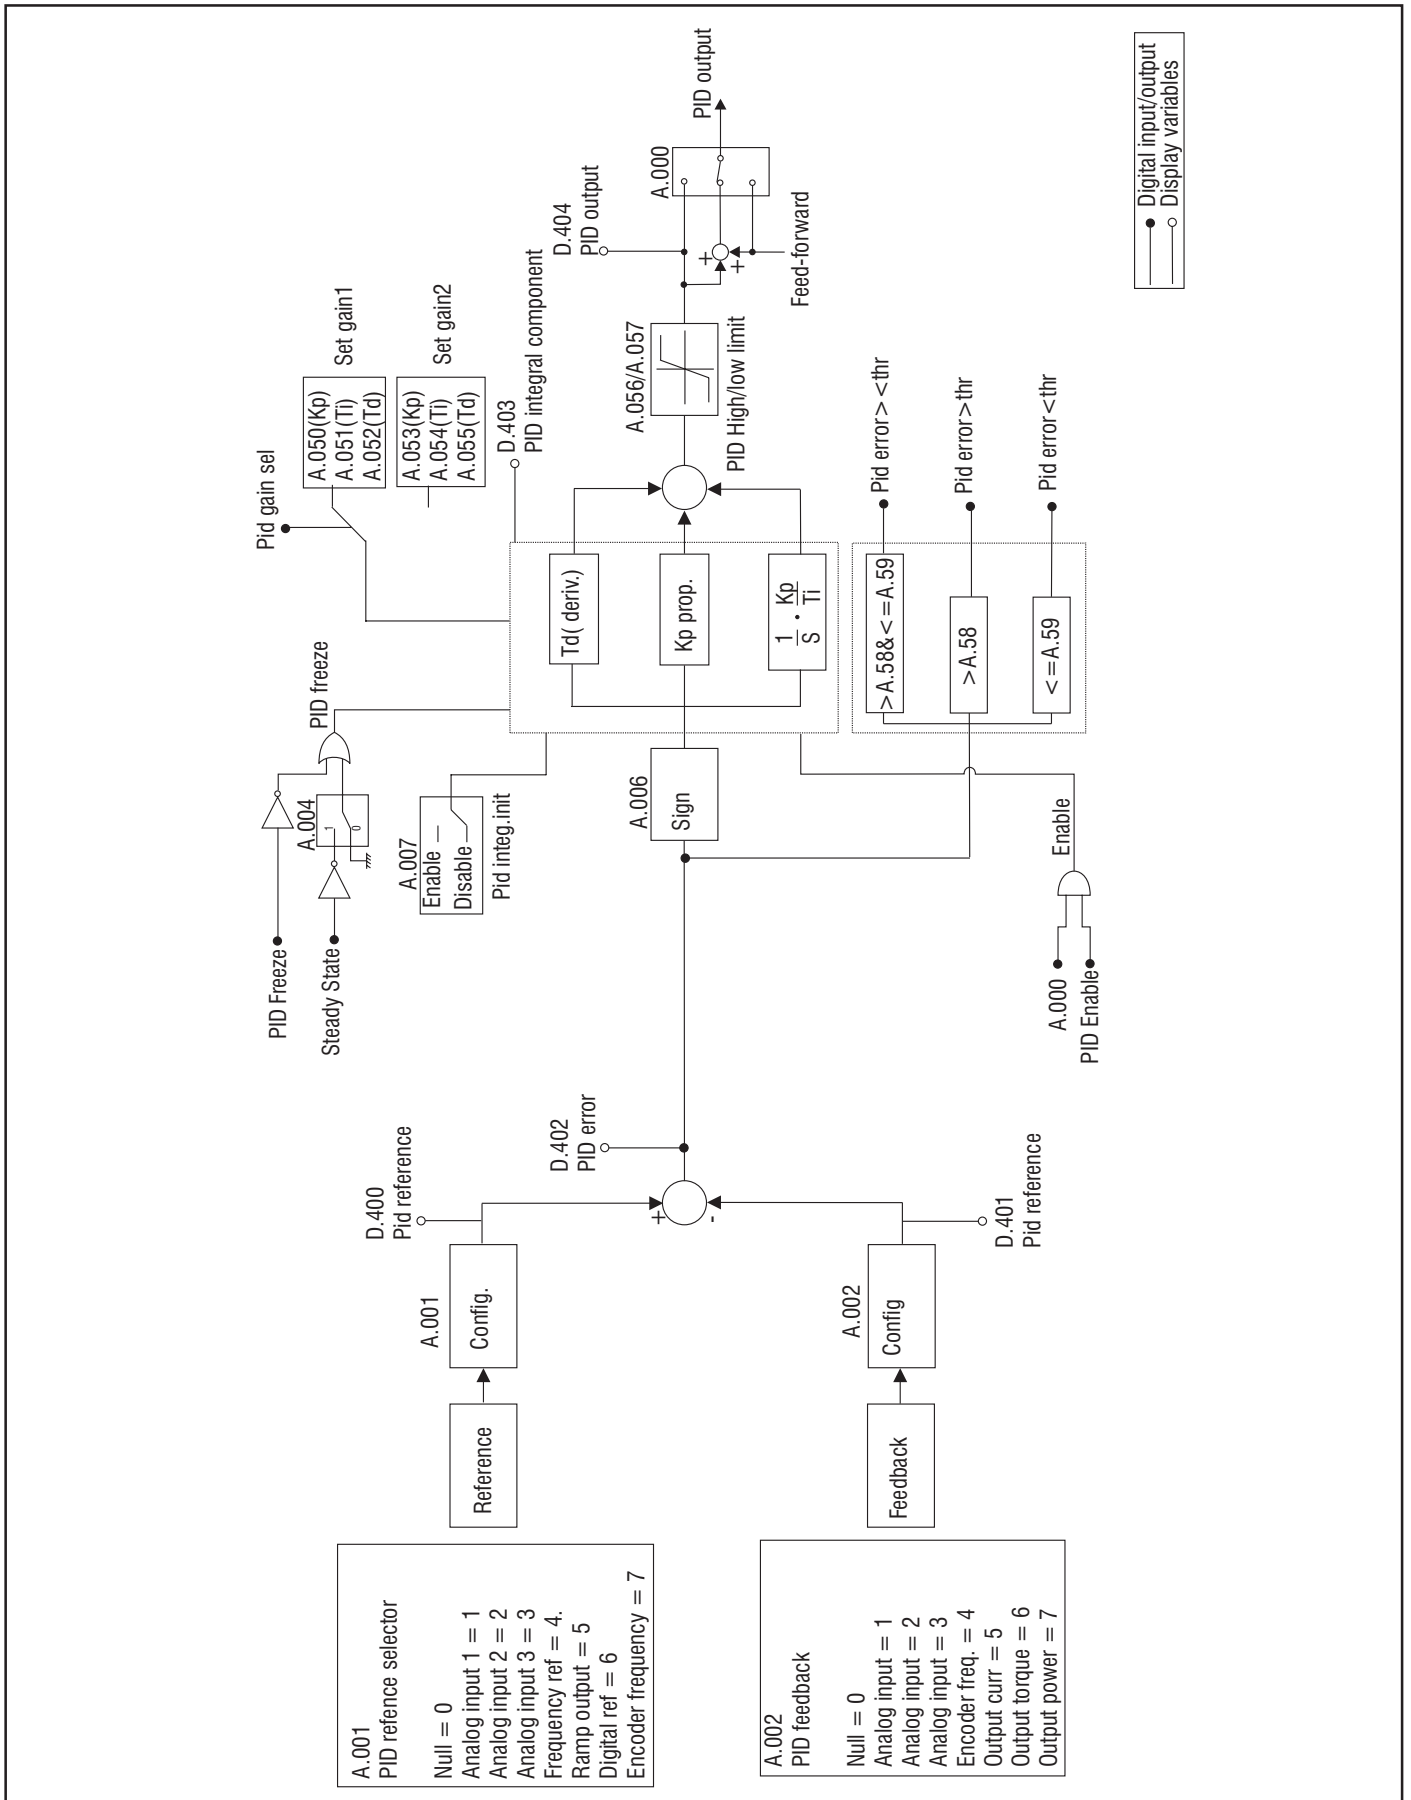 A.001
PID refence selector
Null = 0
Analog input 1 = 1
Analog input 2 = 2
Analog input 3 = 3
Frequency ref = 4.
Ramp output = 5
Digital ref = 6
Encoder frequency = 7
A.002
PID feedback
Null = 0
Analog input = 1
Analog input = 2
Analog input = 3
Encoder freq. = 4
Output curr = 5
Output torque = 6
Output power = 7
Reference
Feedback
A.001
Config.
A.002
Config
D.400
Pid reference
D.401
Pid reference
+
-
D.402
PID error
PID Freeze
Steady State
A.004
1
0
PID freeze
A.007
Enable
Disable
Pid integ.init
A.000
PID Enable
Enable
A.006
Sign
Pid gain sel
A.050(Kp)
A.051(Ti)
A.052(Td)
Set gain1
A.053(Kp)
A.054(Ti)
A.055(Td)
Set gain2
D.403
PID integral component
Td( deriv.)
Kp prop.
1
S
·
Kp
Ti
>A.58&<=A.59
>A.58
<=A.59
Pid error><thr
Pid error>thr
Pid error<thr
A.056/A.057
PID High/low limit
D.404
PID output
+
+
Feed-forward
A.000
PID output
Digital input/output
Display variables